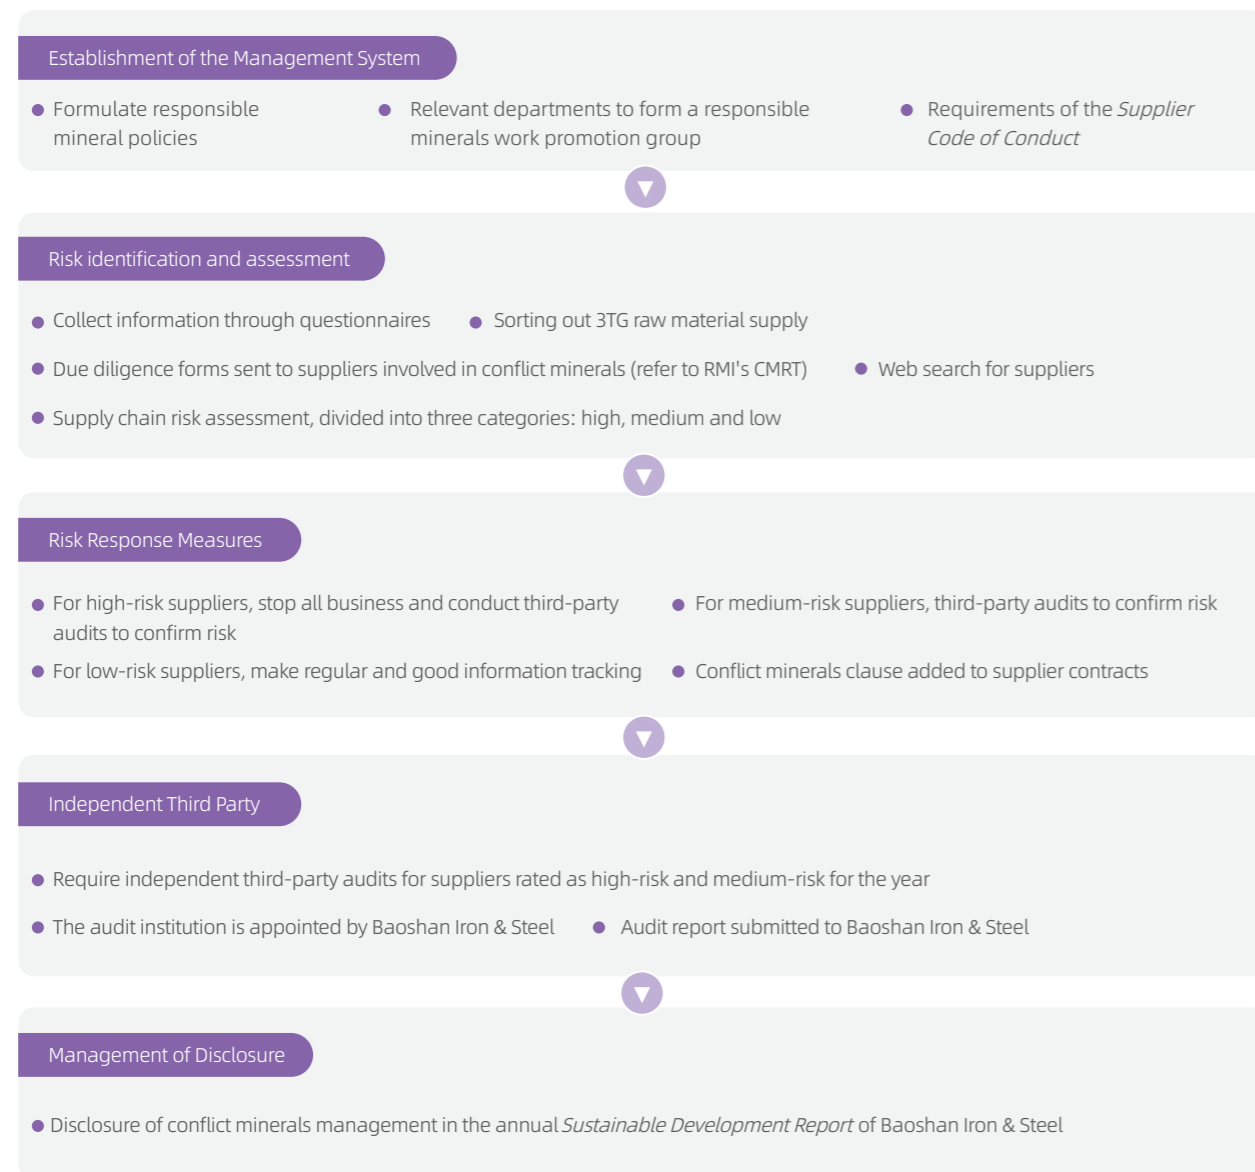 Establishment of the Management System
Formulate responsible
mineral policies
Relevant departments to form a responsible
minerals work promotion group
Requirements of the Supplier
Code of Conduct
Risk identification and assessment
Collect information through questionnaires
Sorting out 3TG raw material supply
Due diligence forms sent to suppliers involved in conflict minerals (refer to RMI's CMRT)
Web search for suppliers
Supply chain risk assessment, divided into three categories: high, medium and low
Risk Response Measures
For high-risk suppliers, stop all business and conduct third-party
audits to confirm risk
For medium-risk suppliers, third-party audits to confirm risk
For low-risk suppliers, make regular and good information tracking
Conflict minerals clause added to supplier contracts
Independent Third Party
Require independent third-party audits for suppliers rated as high-risk and medium-risk for the year
The audit institution is appointed by Baoshan Iron & Steel
Audit report submitted to Baoshan Iron & Steel
Management of Disclosure
Disclosure of conflict minerals management in the annual Sustainable Development Report of Baoshan Iron & Steel